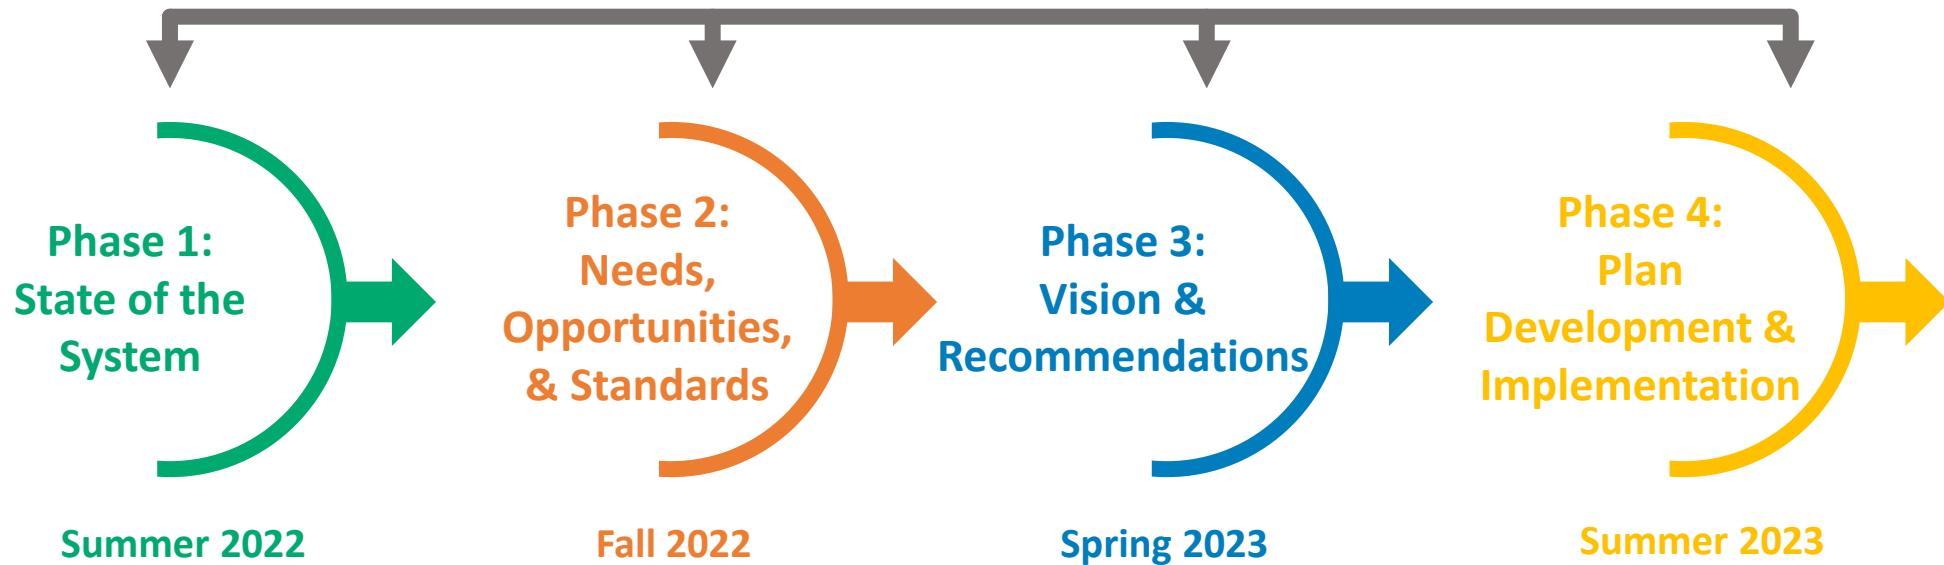 Phase 1:
State of the
System
Summer 2022
Phase 2:
Needs,
Opportunities,
& Standards
Fall 2022
Phase 3:
Vision &
Recommendations
Spring 2023
Phase 4:
Plan
Development &
Implementation
Summer 2023